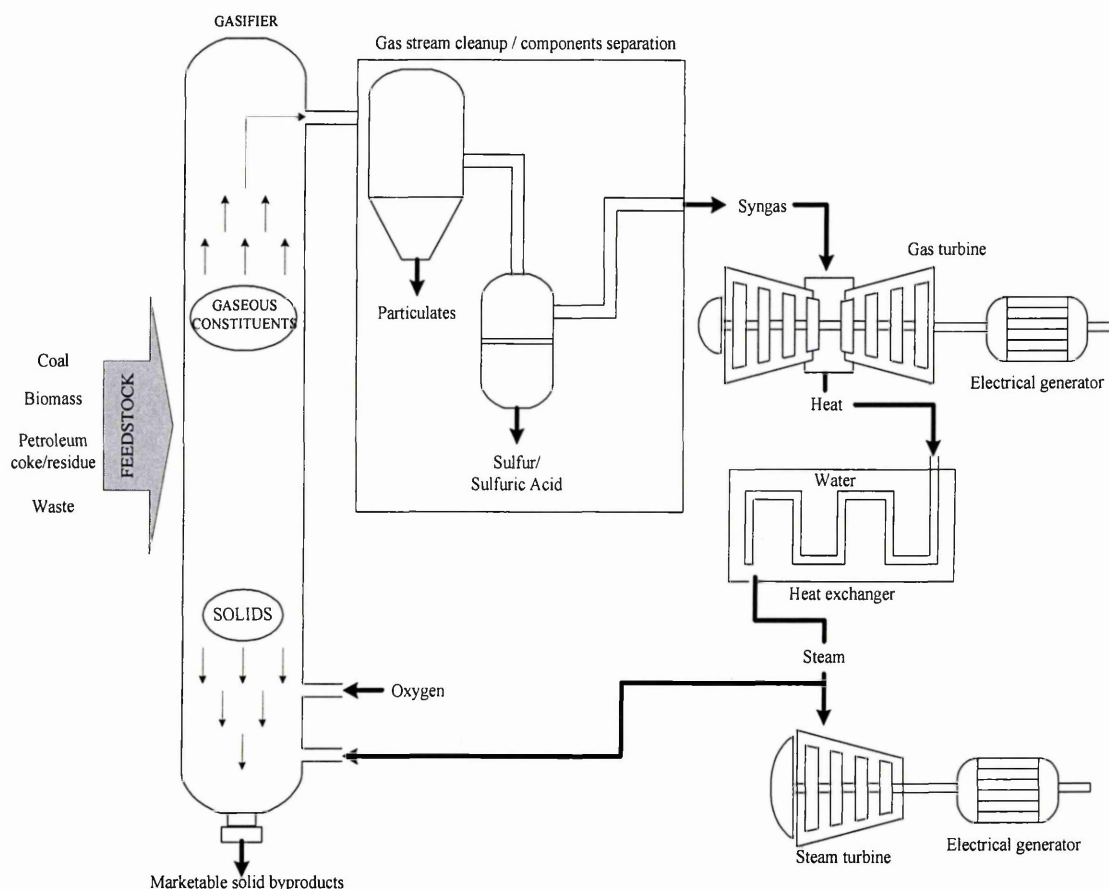 GASIFIER
Gas stream cleanup / components separation
Syngas
Gas turbine
GASEOUS
CONSTITUENTS
Particulates
Coal
Biomass
Petroleum
coke/residue
Waste
FEEDSTOCK
Electrical generator
Heat
Sulfur/
Sulfuric Acid
Water
Heat exchanger
SOLIDS
Steam
Oxygen
Steam turbine
Electrical generator
Marketable solid byproducts